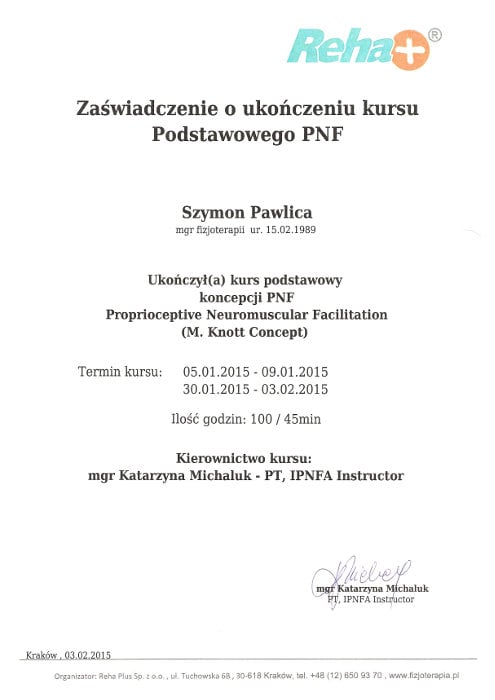 Reha+®
Zaświadczenie o ukończeniu kursu
Podstawowego PNF
Szymon Pawlica
mgr fizjoterapii ur. 15.02.1989
Ukończył(a) kurs podstawowy
koncepcji PNF
Proprioceptive Neuromuscular Facilitation
(M. Knott Concept)
Termin kursu: 05.01.2015 - 09.01.2015
30.01.2015 - 03.02.2015
Ilość godzin: 100 / 45min
Kierownictwo kursu:
mgr Katarzyna Michaluk - PT, IPNFA Instructor
mgr Katarzyna Michaluk
PT, IPNFA Instructor
Kraków , 03.02.2015
Organizator: Reha Plus Sp. z o.o. , ul. Tuchowska 68 , 30-618 Kraków, tel. +48 (12) 650 93 70 , www.fizjoterapia.pl